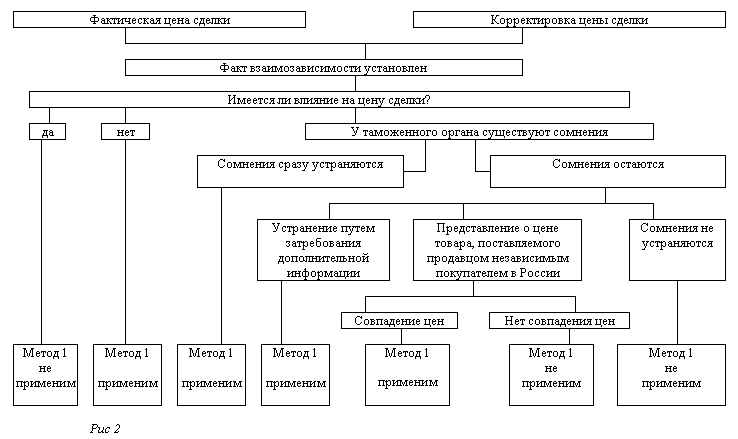 Фактическая цена сделки
Корректировка цены сделки
Факт взаимозависимости установлен
Имеется ли влияние на цену сделки?
да
нет
У таможенного органа существуют сомнения
Сомнения сразу устраняются
Сомнения остаются
Устранение путем
затребования
дополнительной
информации
Представление о цене
товара, поставляемого
продавцом независимым
покупателем в России
Сомнения не
устраняются
Совпадение цен
Нет совпадения цен
Метод 1
не
применим
Метод 1
применим
Метод 1
применим
Метод 1
применим
Метод 1
применим
Метод 1
не
применим
Метод 1
не
применим
Рис 2